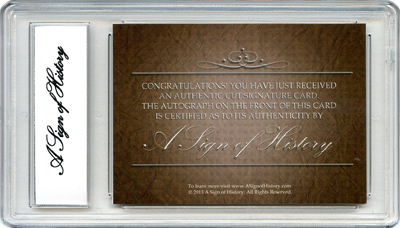 A Sign of History
CONGRATULATIONS! YOU HAVE JUST RECEIVED
AN AUTHENTIC CUT SIGNATURE CARD.
THE AUTOGRAPH ON THE FRONT OF THIS CARD
IS CERTIFIED AS TO ITS AUTHENTICITY BY
A Sign of History
To learn more visit www.ASignofHistory.com
© 2013 A Sign of History. All Rights Reserved.